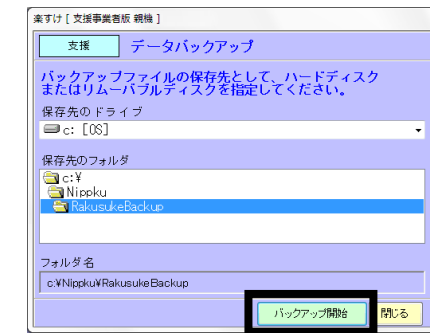 楽すけ [ 支援事業者版 親機 ]
支援 データバックアップ
バックアップファイルの保存先として、ハードディスク
またはリムーバブルディスクを指定してください。
保存先のドライブ
c: [OS]
保存先のフォルダ
c:¥
Nippku
RakusukeBackup
フォルダ名
c:¥Nippku¥RakusukeBackup
バックアップ開始 閉じる